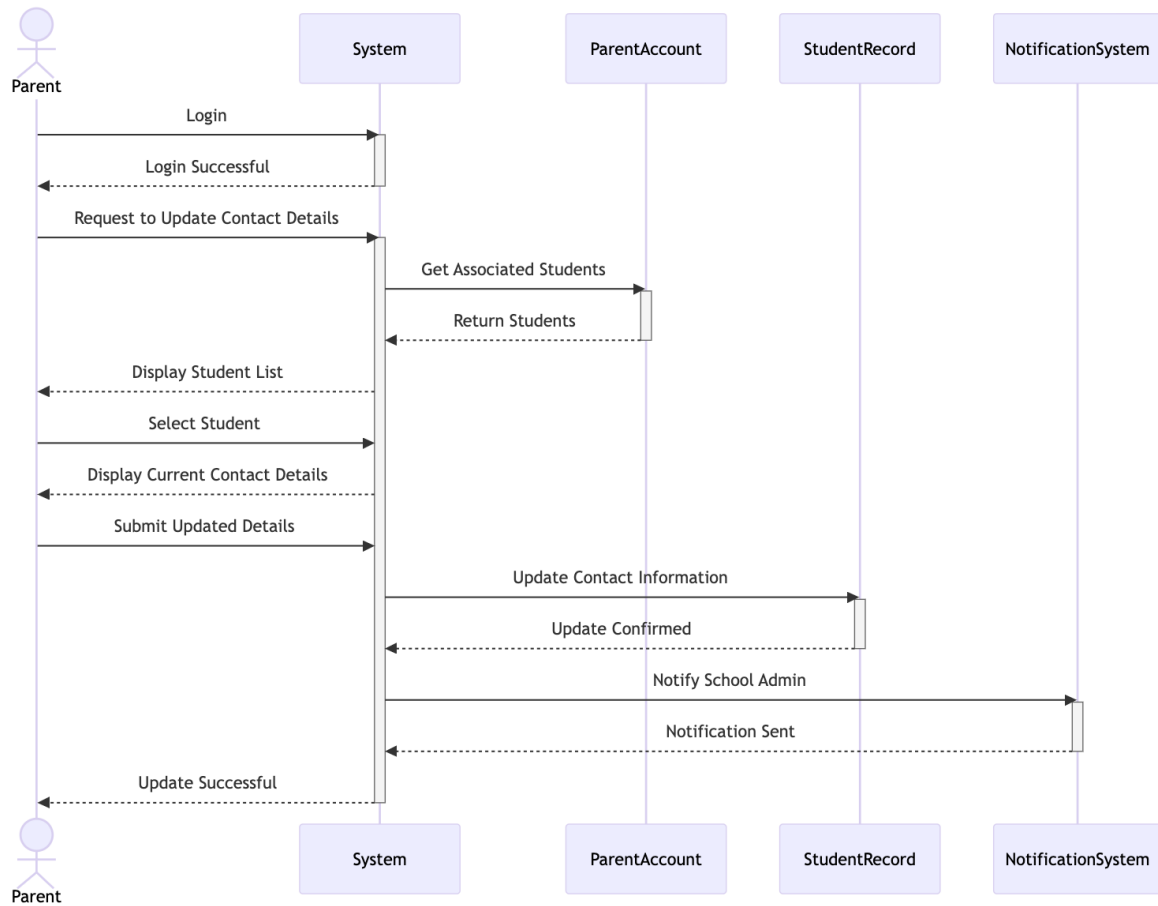 System
ParentAccount
StudentRecord
NotificationSystem
Parent
Login
Login Successful
Request to Update Contact Details
Get Associated Students
Return Students
Display Student List
Select Student
Display Current Contact Details
Submit Updated Details
Update Contact Information
Update Confirmed
Notify School Admin
Notification Sent
Update Successful
System
ParentAccount
StudentRecord
NotificationSystem
Parent